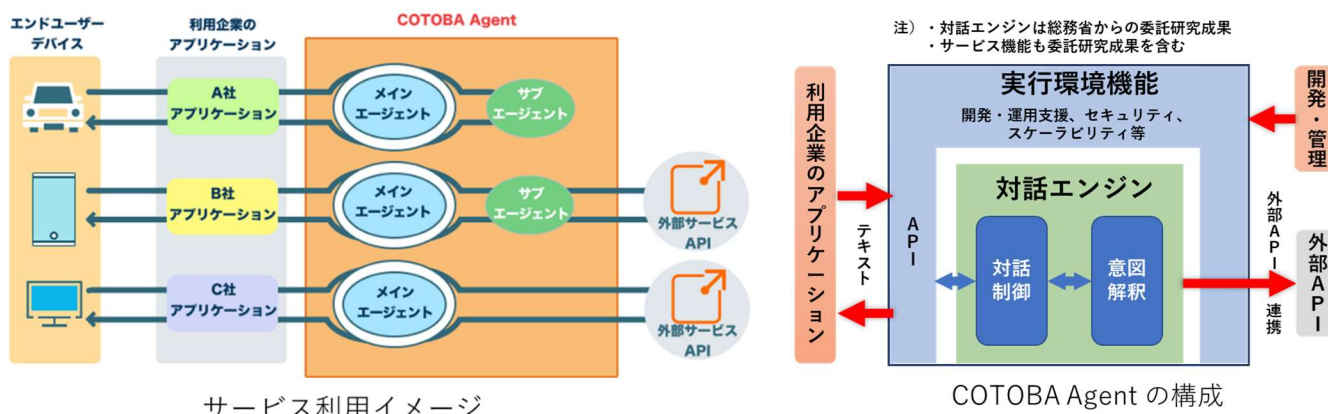 エンドユーザー
デバイス
利用企業の
アプリケーション
COTOBA Agent
A社
アプリケーション
メイン
エージェント
サブ
エージェント
B社
アプリケーション
メイン
エージェント
サブ
エージェント
外部サービス
API
C社
アプリケーション
メイン
エージェント
外部サービス
API
サービス利用イメージ
注）・対話エンジンは総務省からの委託研究成果
・サービス機能も委託研究成果を含む
利用企業のアプリケーション
テキスト
実行環境機能
開発・運用支援、セキュリティ、
スケーラビリティ等
API
対話エンジン
対話
制御
意図
解釈
開発・管理
外部API連携
外部API
COTOBA Agent の構成